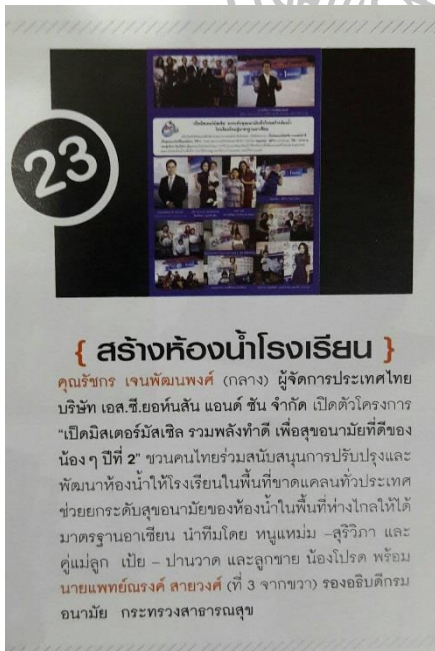 23
{ สร้างห้องน้ำโรงเรียน }
คุณรัชกร เจนพัฒนพงศ์ (กลาง) ผู้จัดการประเทศไทย
บริษัท เอส.ซี.ยอห์นสัน แอนด์ ซัน จำกัด เปิดตัวโครงการ
“เป็ดมิสเตอร์มัสเซิล รวมพลังทำดี เพื่อสุขอนามัยที่ดีของ
น้อง ๆ ปีที่ 2” ชวนคนไทยร่วมสนับสนุนการปรับปรุงและ
พัฒนาห้องน้ำให้โรงเรียนในพื้นที่ขาดแคลนทั่วประเทศ
ช่วยยกระดับสุขอนามัยของห้องน้ำในพื้นที่ห่างไกลให้ได้
มาตรฐานอาเซียน นำทีมโดย หนูแหม่ม -สุริวิภา และ
คู่แม่ลูก เป้ย - ปานวาด และลูกชาย น้องโปรด พร้อม
นายแพทย์ณรงค์ สายวงศ์ (ที่ 3 จากขวา) รองอธิบดีกรม
อนามัย กระทรวงสาธารณสุข